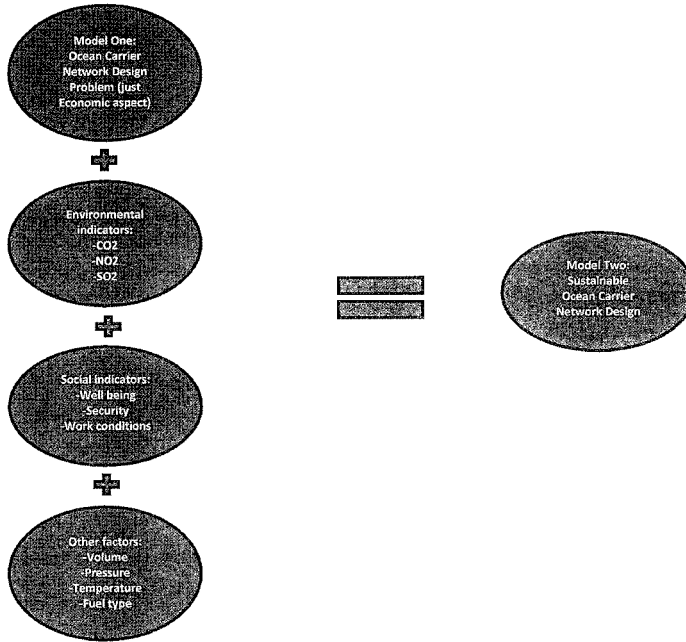 Model One:
Ocean Carrier
Network Design
Problem (just
Economic aspect)
Environmental
indicators:
-CO2
-NO2
-SO2
Social indicators:
-Well being
-Security
-Work conditions
Other factors:
-Volume
-Pressure
-Temperature
-Fuel type
Model Two:
Sustainable
Ocean Carrier
Network Design